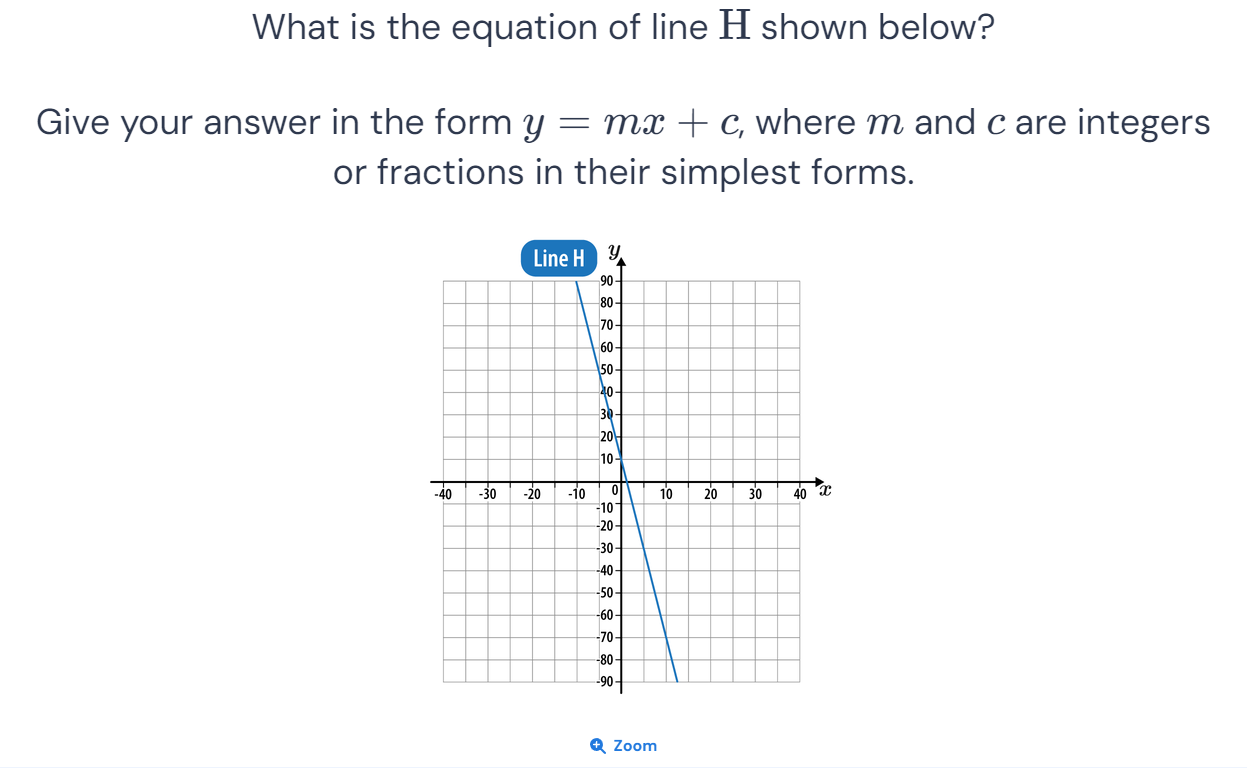 What is the equation of line H shown below?
Give your answer in the form y = mx + c, where m and c are integers
or fractions in their simplest forms.
Line H
y
90
80
70
60
50
40
30
20
10
-40 -30 -20 -10 0 10 20 30 40 x
-10
-20
-30
-40
-50
-60
-70
-80
-90
Zoom